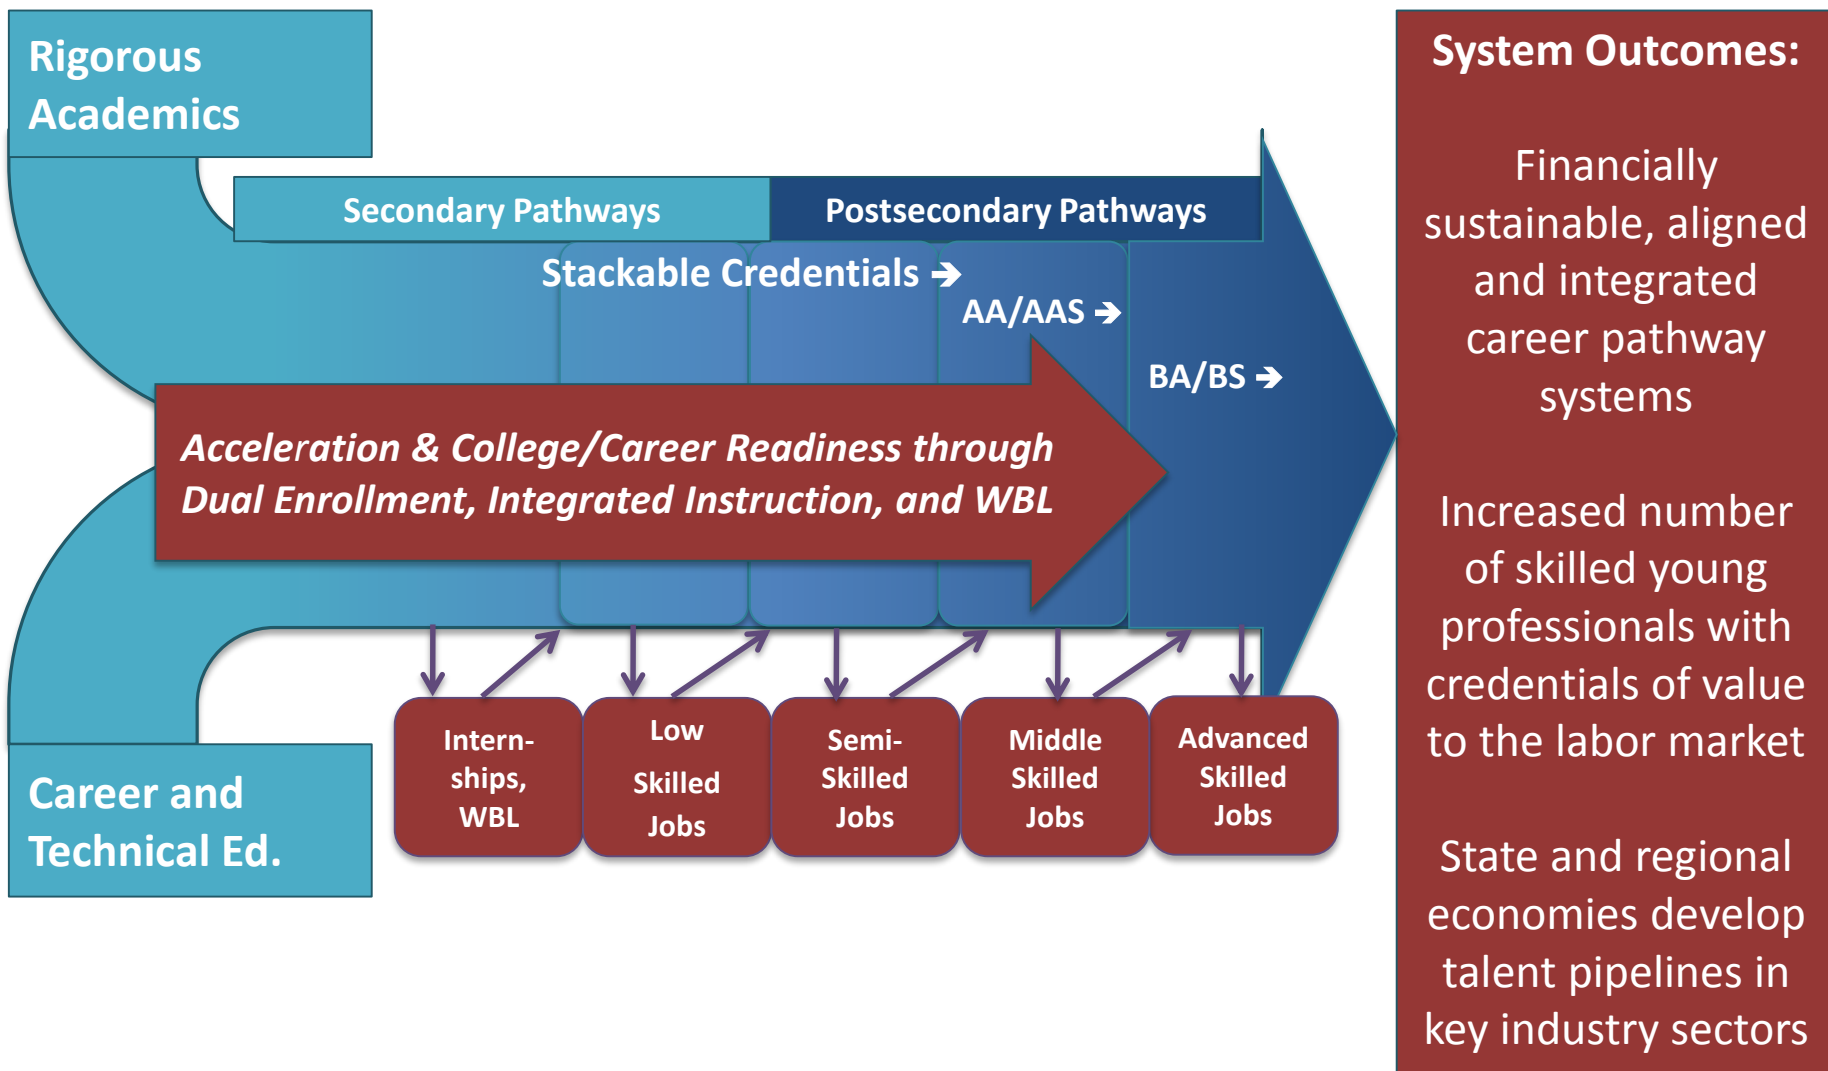 Rigorous
Academics
Secondary Pathways
Postsecondary Pathways
Stackable Credentials ➔
AA/AAS ➔
BA/BS ➔
Acceleration & College/Career Readiness through
Dual Enrollment, Integrated Instruction, and WBL
Career and
Technical Ed.
Intern-
ships,
WBL
Low
Skilled
Jobs
Semi-
Skilled
Jobs
Middle
Skilled
Jobs
Advanced
Skilled
Jobs
System Outcomes:
Financially
sustainable, aligned
and integrated
career pathway
systems
Increased number
of skilled young
professionals with
credentials of value
to the labor market
State and regional
economies develop
talent pipelines in
key industry sectors